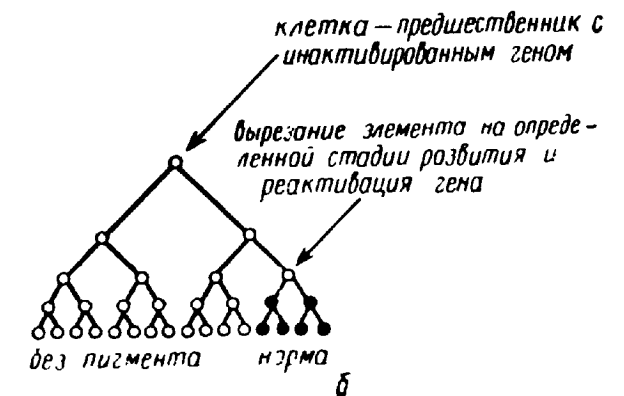 клетка – предшественник с
инактивированным геном
вырезание элемента на опреде-
ленной стадии развития и
реактивация гена
без пигмента
норма
б